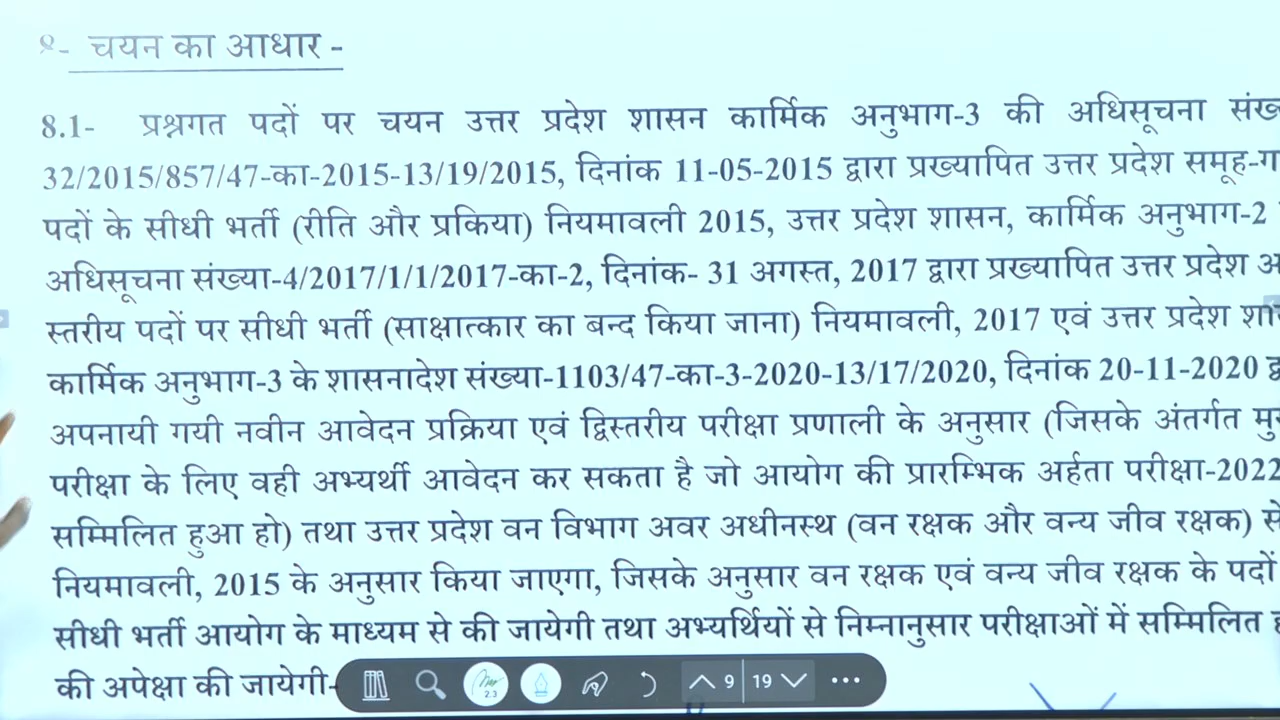 8- चयन का आधार -
8.1- प्रश्नगत पदों पर चयन उत्तर प्रदेश शासन कार्मिक अनुभाग-3 की अधिसूचना
32/2015/857/47-का-2015-13/19/2015, दिनांक 11-05-2015 द्वारा प्रख्यापित उत्तर प्रदेश
पदों के सीधी भर्ती (रीति और प्रकिया) नियमावली 2015, उत्तर प्रदेश शासन, कार्मिक अनुभाग-2
अधिसूचना संख्या-4/2017/1/1/2017-का-2, दिनांक- 31 अगस्त, 2017 द्वारा प्रख्यापित उत्तर प्रदेश
स्तरीय पदों पर सीधी भर्ती (साक्षात्कार का बन्द किया जाना) नियमावली, 2017 एवं उत्तर प्रदेश
कार्मिक अनुभाग-3 के शासनादेश संख्या-1103/47-का-3-2020-13/17/2020, दिनांक 20-11-2020
अपनायी गयी नवीन आवेदन प्रक्रिया एवं द्विस्तरीय परीक्षा प्रणाली के अनुसार (जिसके अंतर्गत
परीक्षा के लिए वही अभ्यर्थी आवेदन कर सकता है जो आयोग की प्रारम्भिक अर्हता परीक्षा-2022
सम्मिलित हुआ हो) तथा उत्तर प्रदेश वन विभाग अवर अधीनस्थ (वन रक्षक और वन्य जीव रक्षक)
नियमावली, 2015 के अनुसार किया जाएगा, जिसके अनुसार वन रक्षक एवं वन्य जीव रक्षक के पदों
सीधी भर्ती आयोग के माध्यम से की जायेगी तथा अभ्यर्थियों से निम्नानुसार परीक्षाओं में सम्मिलित
की अपेक्षा की जायेगी-
2.3
9 19